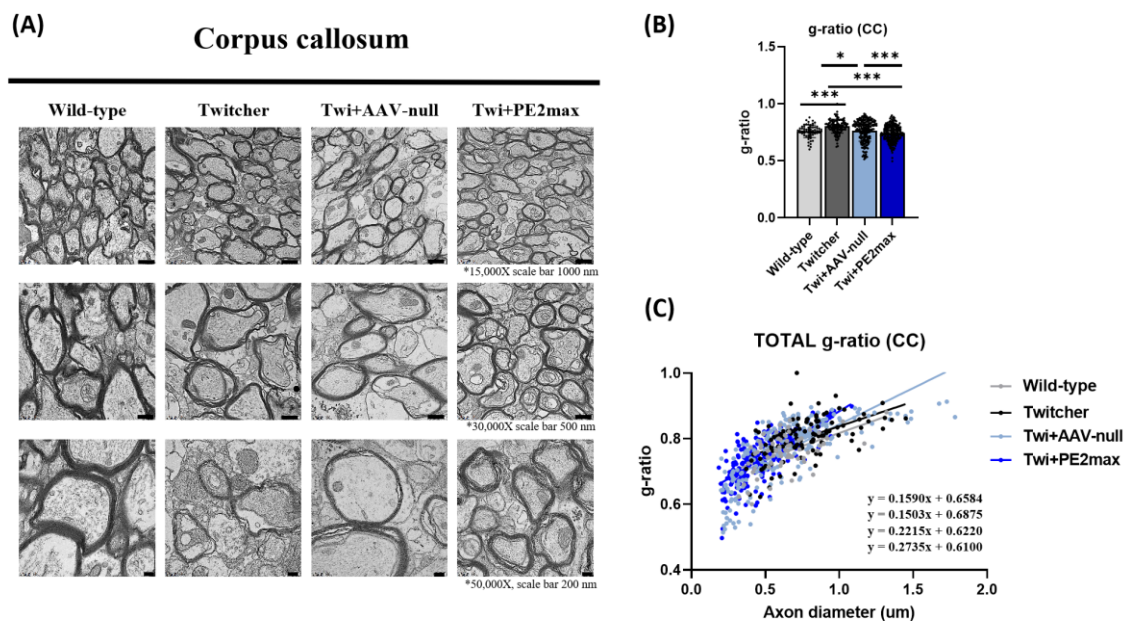 (A)
Corpus callosum
Wild-type Twitcher Twi+AAV-null Twi+PE2max
*15,000X scale bar 1000 nm
*30,000X scale bar 500 nm
*50,000X, scale bar 200 nm
(B)
g-ratio (CC)
1.5
1.0
0.5
0.0
g-ratio
* ***
***
***
Wild-type
Twitcher
Twi+AAV-null
Twi+PE2max
(C)
TOTAL g-ratio (CC)
1.0
0.8
0.6
0.4
g-ratio
0.0 0.5 1.0 1.5 2.0
Axon diameter (um)
Wild-type
Twitcher
Twi+AAV-null
Twi+PE2max
y = 0.1590x + 0.6584
y = 0.1503x + 0.6875
y = 0.2215x + 0.6220
y = 0.2735x + 0.6100